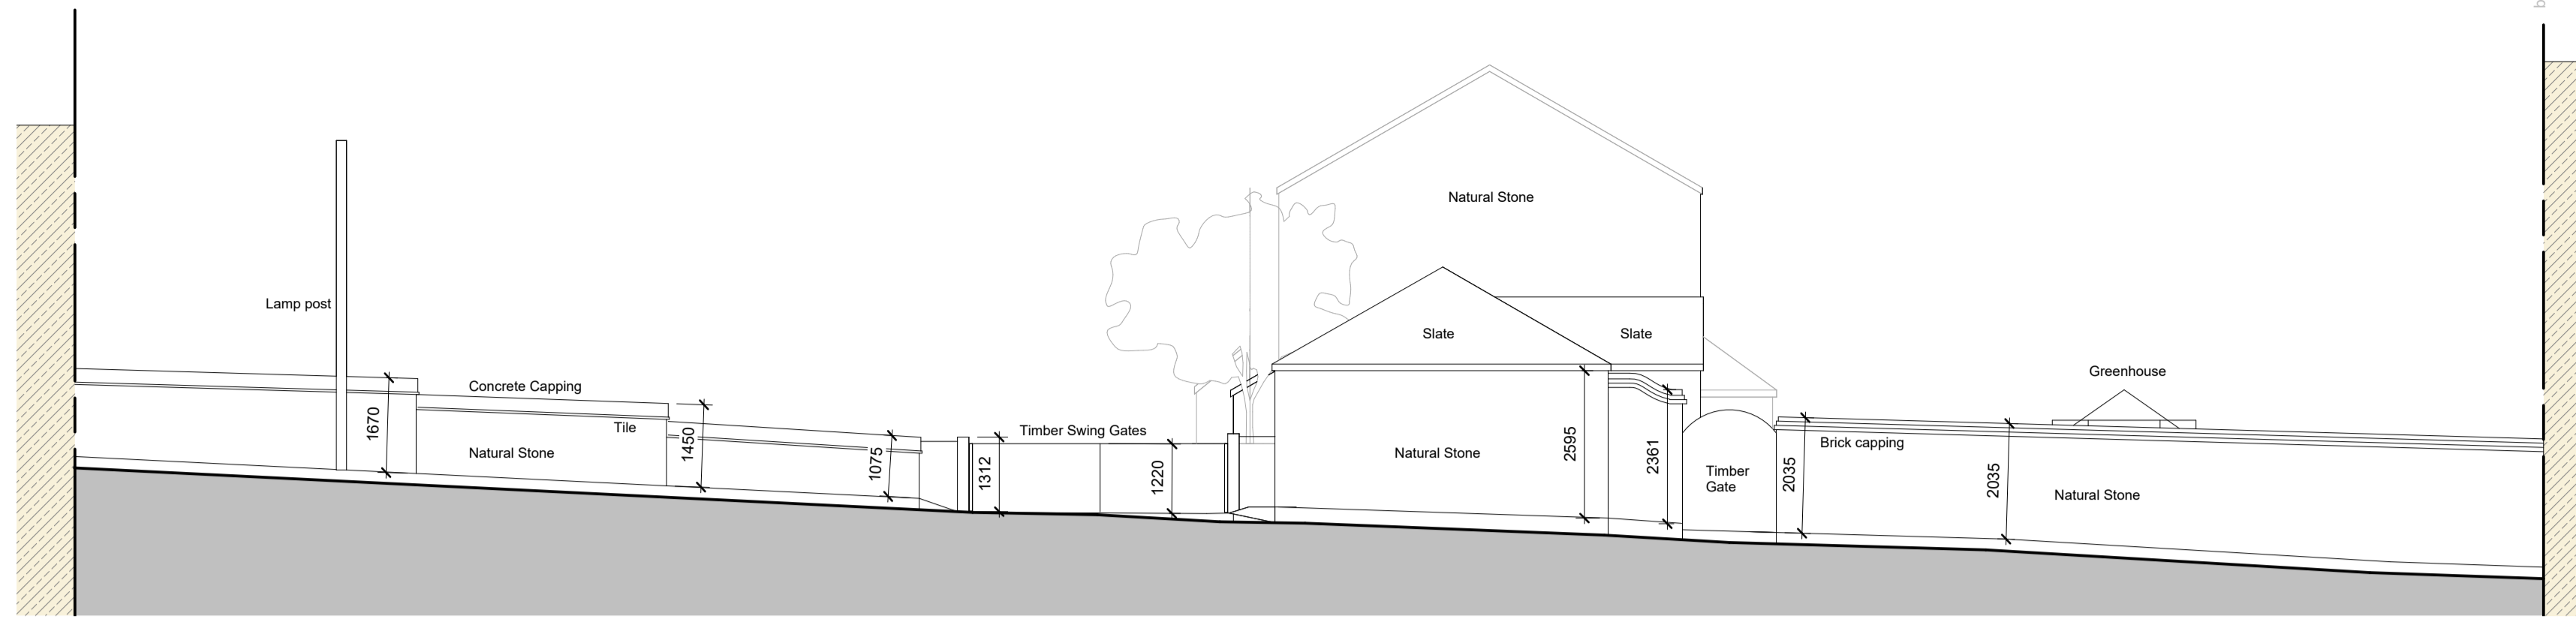 Natural Stone
Lamp post
Slate
Slate
Concrete Capping
Greenhouse
Tile
Timber Swing Gates
Natural Stone
Natural Stone
Timber
Gate
Brick capping
Natural Stone
1670
1450
1075
1312
1220
2595
2361
2035
2035
b